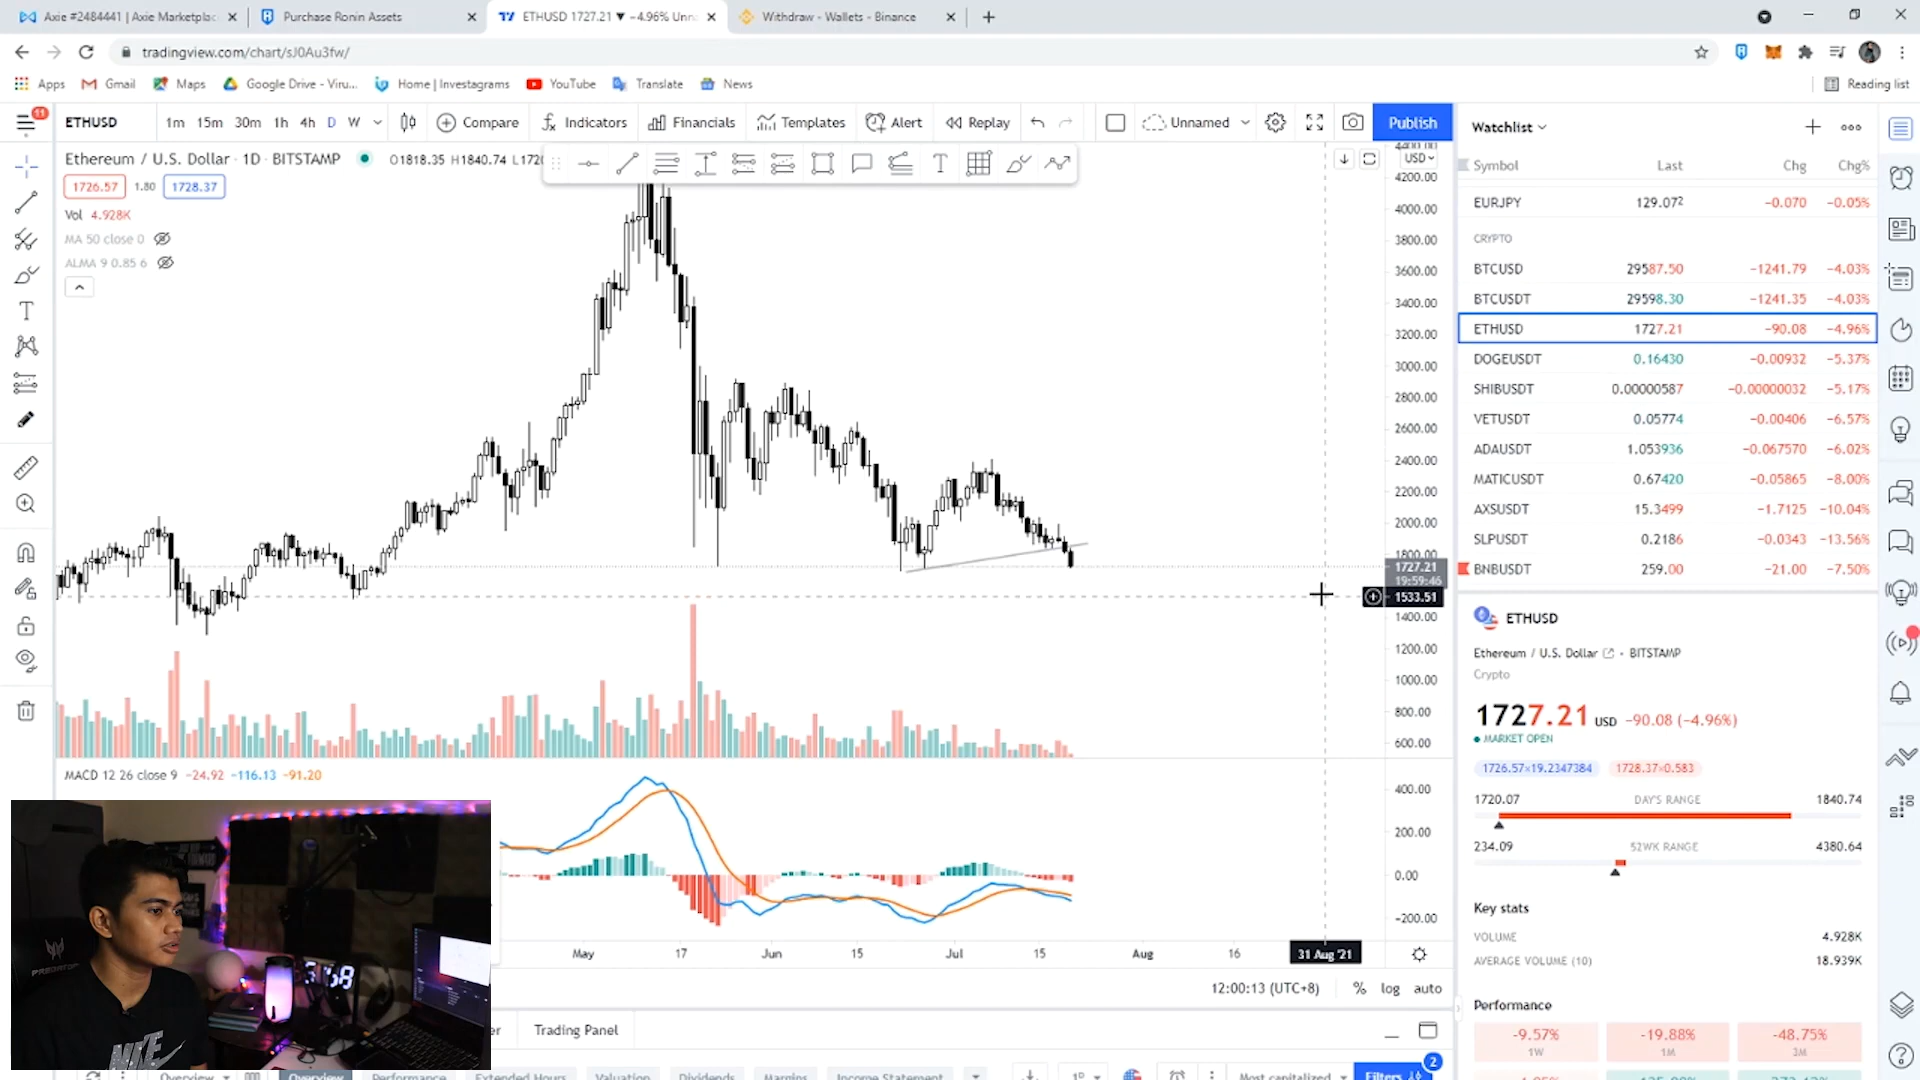 Axie #2484441 | Axie Marketplac
Purchase Ronin Assets
ETHUSD 1727.21 ▼ −4.96% Unn
Withdraw - Wallets - Binance
tradingview.com/chart/sJ0Au3fw/
Apps
Gmail
Maps
Google Drive - Viru...
Home | Investagrams
YouTube
Translate
News
Reading list
11
ETHUSD
1m
15m
30m
1h
4h
D
W
Compare
Indicators
Financials
Templates
Alert
Replay
Unnamed
Publish
Ethereum / U.S. Dollar · 1D · BITSTAMP
O1818.35 H1840.74 L172
1726.57
1.80
1728.37
Vol 4.928K
MA 50 close 0
ALMA 9 0.85 6
USD
4200.00
4000.00
3800.00
3600.00
3400.00
3200.00
3000.00
2800.00
2600.00
2400.00
2200.00
2000.00
1800.00
1727.21
19:59:46
1533.51
1400.00
1200.00
1000.00
800.00
600.00
MACD 12 26 close 9 −24.92 −116.13 −91.20
400.00
200.00
0.00
−200.00
May
17
Jun
15
Jul
15
Aug
16
31 Aug '21
12:00:13 (UTC+8)
%
log
auto
Trading Panel
Overview
Overview
Performance
Extended Hours
Valuation
Dividends
Margins
Income Statement
Most capitalized
Filters
2
Watchlist
Symbol
Last
Chg
Chg%
EURJPY 129.072 −0.070 −0.05%
CRYPTO
BTCUSD 29587.50 −1241.79 −4.03%
BTCUSDT 29598.30 −1241.35 −4.03%
ETHUSD 1727.21 −90.08 −4.96%
DOGEUSDT 0.16430 −0.00932 −5.37%
SHIBUSDT 0.00000587 −0.00000032 −5.17%
VETUSDT 0.05774 −0.00406 −6.57%
ADAUSDT 1.053936 −0.067570 −6.02%
MATICUSDT 0.67420 −0.05865 −8.00%
AXSUSDT 15.3499 −1.7125 −10.04%
SLPUSDT 0.2186 −0.0343 −13.56%
BNBUSDT 259.00 −21.00 −7.50%
ETHUSD
Ethereum / U.S. Dollar · BITSTAMP
Crypto
1727.21 USD −90.08 (−4.96%)
MARKET OPEN
1726.57×19.2347384
1728.37×0.583
1720.07 DAY'S RANGE 1840.74
234.09 52WK RANGE 4380.64
Key stats
VOLUME 4.928K
AVERAGE VOLUME (10) 18.939K
Performance
-9.57%
1W
-19.88%
1M
-48.75%
3M
PREDATOR
NIKE